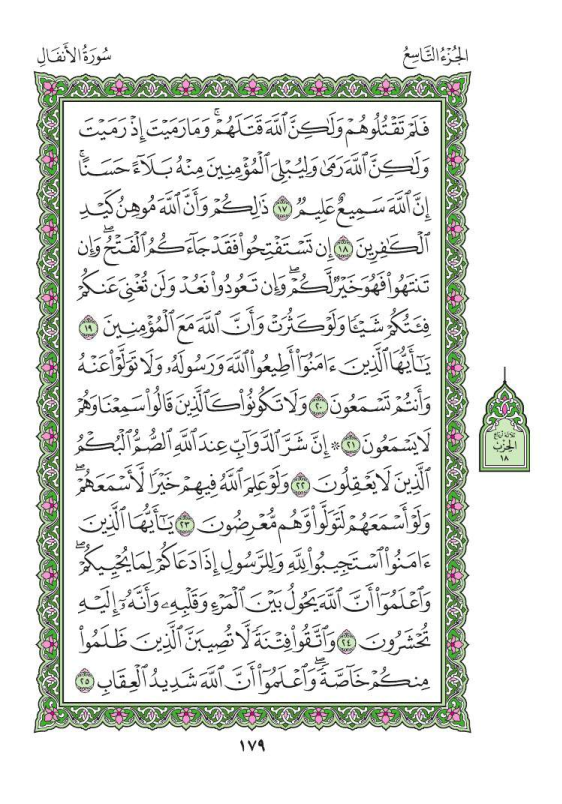 الجُزْءُ التَّاسِعُ
سُورَةُ الأَنفَالِ
فَلَمْ تَقْتُلُوهُمْ وَلَٰكِنَّ ٱللَّهَ قَتَلَهُمْ ۚ وَمَا رَمَيْتَ إِذْ رَمَيْتَ
وَلَٰكِنَّ ٱللَّهَ رَمَىٰ وَلِيُبْلِيَ ٱلْمُؤْمِنِينَ مِنْهُ بَلَآءً حَسَنًا ۚ
إِنَّ ٱللَّهَ سَمِيعٌ عَلِيمٌ ١٧ ذَٰلِكُمْ وَأَنَّ ٱللَّهَ مُوهِنُ كَيْدِ
ٱلْكَٰفِرِينَ ١٨ إِن تَسْتَفْتِحُوا۟ فَقَدْ جَآءَكُمُ ٱلْفَتْحُ ۖ وَإِن
تَنتَهُوا۟ فَهُوَ خَيْرٌ لَّكُمْ ۖ وَإِن تَعُودُوا۟ نَعُدْ وَلَن تُغْنِيَ عَنكُمْ
فِئَتُكُمْ شَيْـًٔا وَلَوْ كَثُرَتْ وَأَنَّ ٱللَّهَ مَعَ ٱلْمُؤْمِنِينَ ١٩
يَٰٓأَيُّهَا ٱلَّذِينَ ءَامَنُوٓا۟ أَطِيعُوا۟ ٱللَّهَ وَرَسُولَهُۥ وَلَا تَوَلَّوْا۟ عَنْهُ
وَأَنتُمْ تَسْمَعُونَ ٢٠ وَلَا تَكُونُوا۟ كَٱلَّذِينَ قَالُوا۟ سَمِعْنَا وَهُمْ
لَا يَسْمَعُونَ ٢١ ۞ إِنَّ شَرَّ ٱلدَّوَآبِّ عِندَ ٱللَّهِ ٱلصُّمُّ ٱلْبُكْمُ
ٱلَّذِينَ لَا يَعْقِلُونَ ٢٢ وَلَوْ عَلِمَ ٱللَّهُ فِيهِمْ خَيْرًا لَّأَسْمَعَهُمْ ۖ
وَلَوْ أَسْمَعَهُمْ لَتَوَلَّوا۟ وَّهُم مُّعْرِضُونَ ٢٣ يَٰٓأَيُّهَا ٱلَّذِينَ
ءَامَنُوا۟ ٱسْتَجِيبُوا۟ لِلَّهِ وَلِلرَّسُولِ إِذَا دَعَاكُمْ لِمَا يُحْيِيكُمْ ۖ
وَٱعْلَمُوٓا۟ أَنَّ ٱللَّهَ يَحُولُ بَيْنَ ٱلْمَرْءِ وَقَلْبِهِۦ وَأَنَّهُۥٓ إِلَيْهِ
تُحْشَرُونَ ٢٤ وَٱتَّقُوا۟ فِتْنَةً لَّا تُصِيبَنَّ ٱلَّذِينَ ظَلَمُوا۟
مِنكُمْ خَآصَّةً ۖ وَٱعْلَمُوٓا۟ أَنَّ ٱللَّهَ شَدِيدُ ٱلْعِقَابِ ٢٥
ثلاثة أرباع
الحزب
١٨
١٧٩